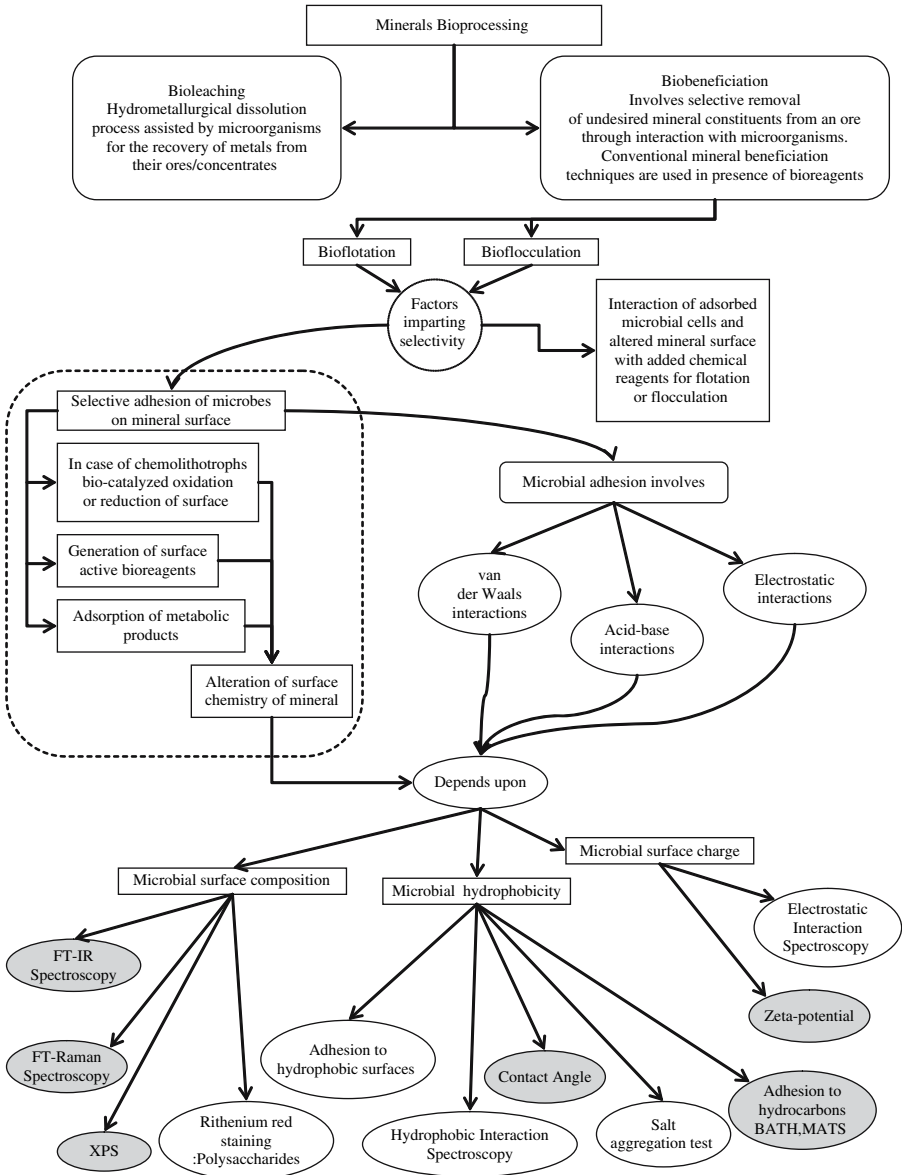 Minerals Bioprocessing
Bioleaching
Hydrometallurgical dissolution
process assisted by microorganisms
for the recovery of metals from
their ores/concentrates
Biobeneficiation
Involves selective removal
of undesired mineral constituents from an ore
through interaction with microorganisms.
Conventional mineral beneficiation
techniques are used in presence of bioreagents
Bioflotation
Bioflocculation
Factors
imparting
selectivity
Interaction of adsorbed
microbial cells and
altered mineral surface
with added chemical
reagents for flotation
or flocculation
Selective adhesion of microbes
on mineral surface
In case of chemolithotrophs
bio-catalyzed oxidation
or reduction of surface
Generation of surface
active bioreagents
Adsorption of metabolic
products
Alteration of surface
chemistry of mineral
Microbial adhesion involves
van
der Waals
interactions
Acid-base
interactions
Electrostatic
interactions
Depends upon
Microbial surface composition
Microbial hydrophobicity
Microbial surface charge
FT-IR
Spectroscopy
FT-Raman
Spectroscopy
XPS
Rithenium red
staining
:Polysaccharides
Adhesion to
hydrophobic surfaces
Hydrophobic Interaction
Spectroscopy
Contact Angle
Salt
aggregation test
Adhesion to
hydrocarbons
BATH,MATS
Electrostatic
Interaction
Spectroscopy
Zeta-potential